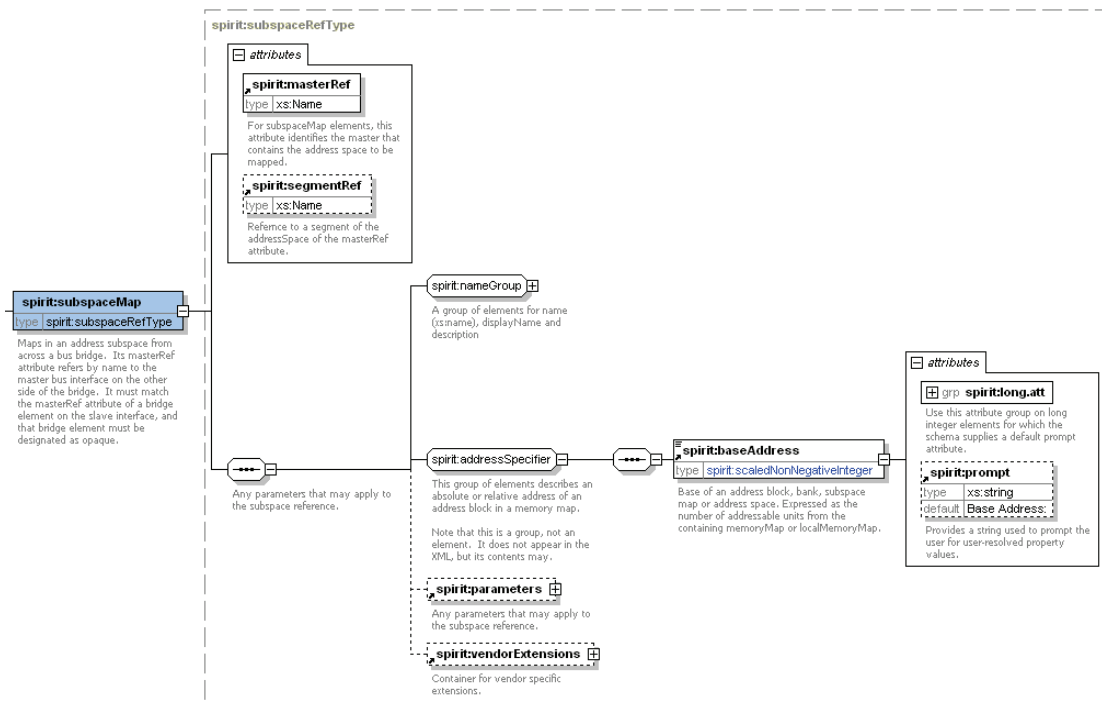 spirit:subspaceRefType
attributes
spirit:masterRef
type xs:Name
For subspaceMap elements, this
attribute identifies the master that
contains the address space to be
mapped.
spirit:segmentRef
type xs:Name
Refernce to a segment of the
addressSpace of the masterRef
attribute.
spirit:subspaceMap
type spirit:subspaceRefType
Maps in an address subspace from
across a bus bridge. Its masterRef
attribute refers by name to the
master bus interface on the other
side of the bridge. It must match
the masterRef attribute of a bridge
element on the slave interface, and
that bridge element must be
designated as opaque.
Any parameters that may apply to
the subspace reference.
spirit:nameGroup
A group of elements for name
(xs:name), displayName and
description
spirit:addressSpecifier
This group of elements describes an
absolute or relative address of an
address block in a memory map.
Note that this is a group, not an
element. It does not appear in the
XML, but its contents may.
spirit:baseAddress
type spirit:scaledNonNegativeInteger
Base of an address block, bank, subspace
map or address space. Expressed as the
number of addressable units from the
containing memoryMap or localMemoryMap.
attributes
grp spirit:long.att
Use this attribute group on long
integer elements for which the
schema supplies a default prompt
attribute.
spirit:prompt
type xs:string
default Base Address:
Provides a string used to prompt the
user for user-resolved property
values.
spirit:parameters
Any parameters that may apply to
the subspace reference.
spirit:vendorExtensions
Container for vendor specific
extensions.